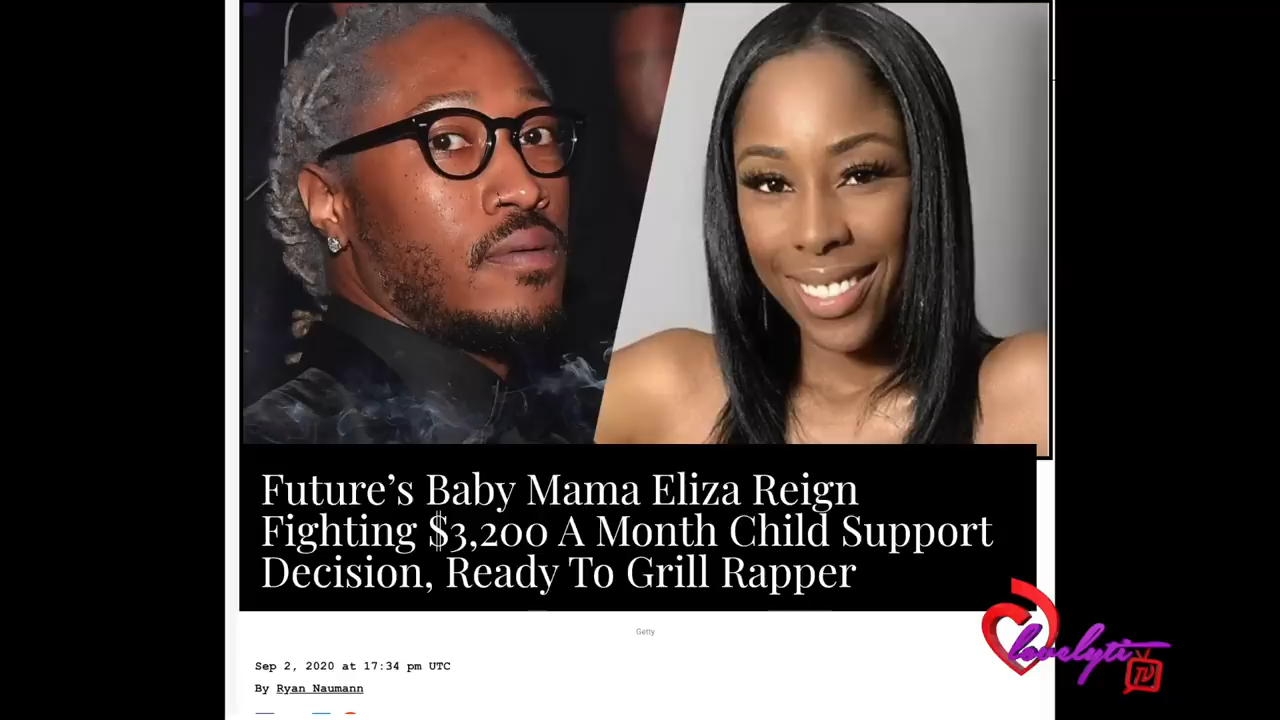 Future’s Baby Mama Eliza Reign
Fighting $3,200 A Month Child Support
Decision, Ready To Grill Rapper
Getty
Sep 2, 2020 at 17:34 pm UTC
By Ryan Naumann
lovelyti
TV